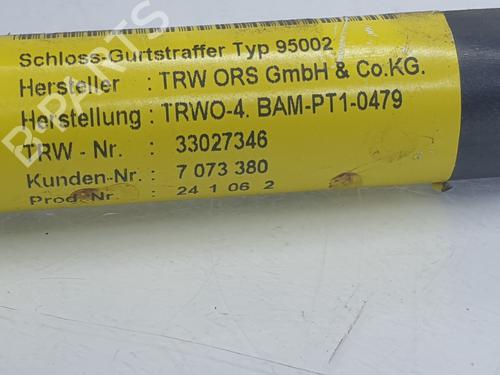 Schloss-Gurtstraffer Typ 95002
Hersteller : TRW ORS GmbH & Co.KG.
Herstellung : TRWO-4. BAM-PT1-0479
TRW - Nr. : 33027346
Kunden-Nr. : 7 073 380
Prod.-Nr. : 24 1 06 2
B-PARTS